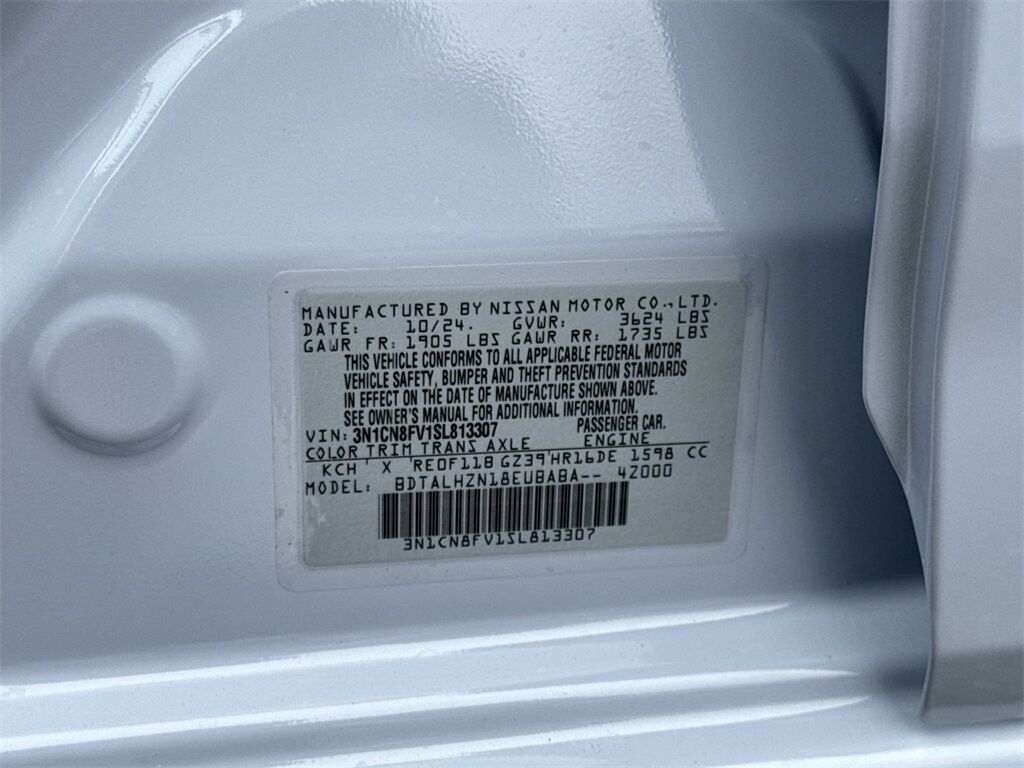 MANUFACTURED BY NISSAN MOTOR CO.,LTD.
DATE: 10/24. GVWR: 3624 LBS
GAWR FR: 1905 LBS GAWR RR: 1735 LBS
THIS VEHICLE CONFORMS TO ALL APPLICABLE FEDERAL MOTOR
VEHICLE SAFETY, BUMPER AND THEFT PREVENTION STANDARDS
IN EFFECT ON THE DATE OF MANUFACTURE SHOWN ABOVE.
SEE OWNER'S MANUAL FOR ADDITIONAL INFORMATION.
VIN: 3N1CN8FV1SL813307 PASSENGER CAR.
COLOR TRIM TRANS AXLE ENGINE
KCH X RE0F11B GZ39 HR16DE 1598 CC
MODEL: BDTALHZN18EUBABA-- 42000
3N1CN8FV1SL813307